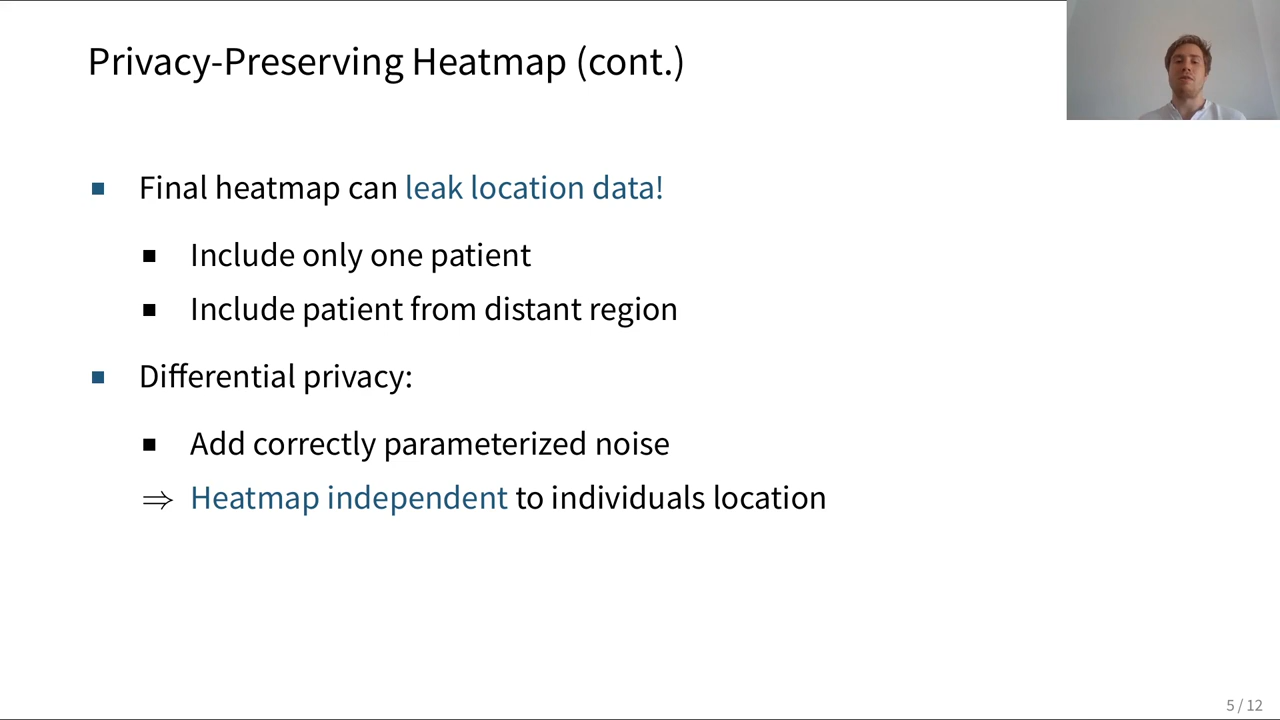 Privacy-Preserving Heatmap (cont.)
Final heatmap can leak location data!
Include only one patient
Include patient from distant region
Differential privacy:
Add correctly parameterized noise
⇒ Heatmap independent to individuals location
5 / 12